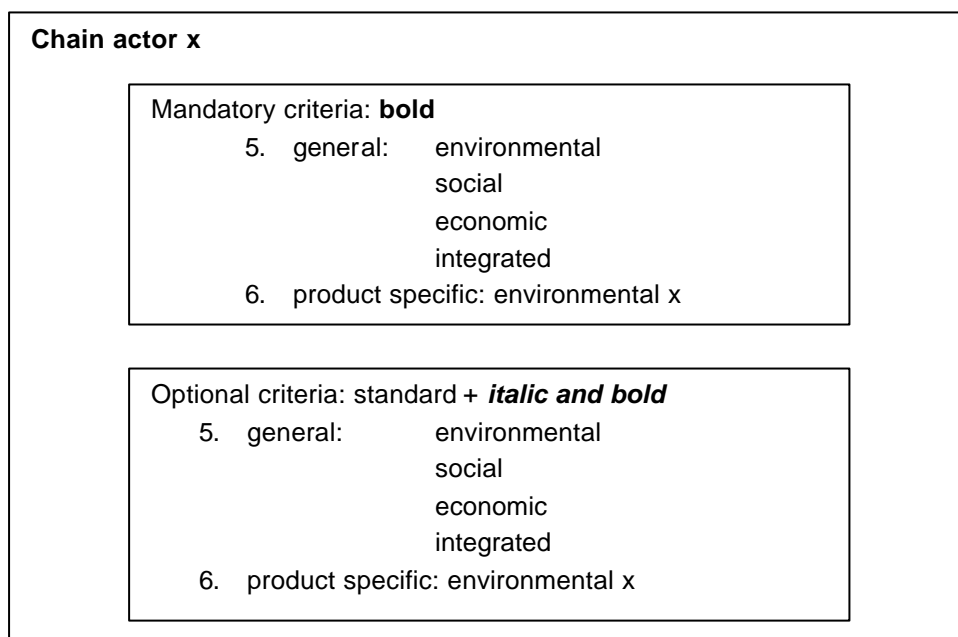 Chain actor x
Mandatory criteria: bold
5. general: environmental
social
economic
integrated
6. product specific: environmental x
Optional criteria: standard + italic and bold
5. general: environmental
social
economic
integrated
6. product specific: environmental x